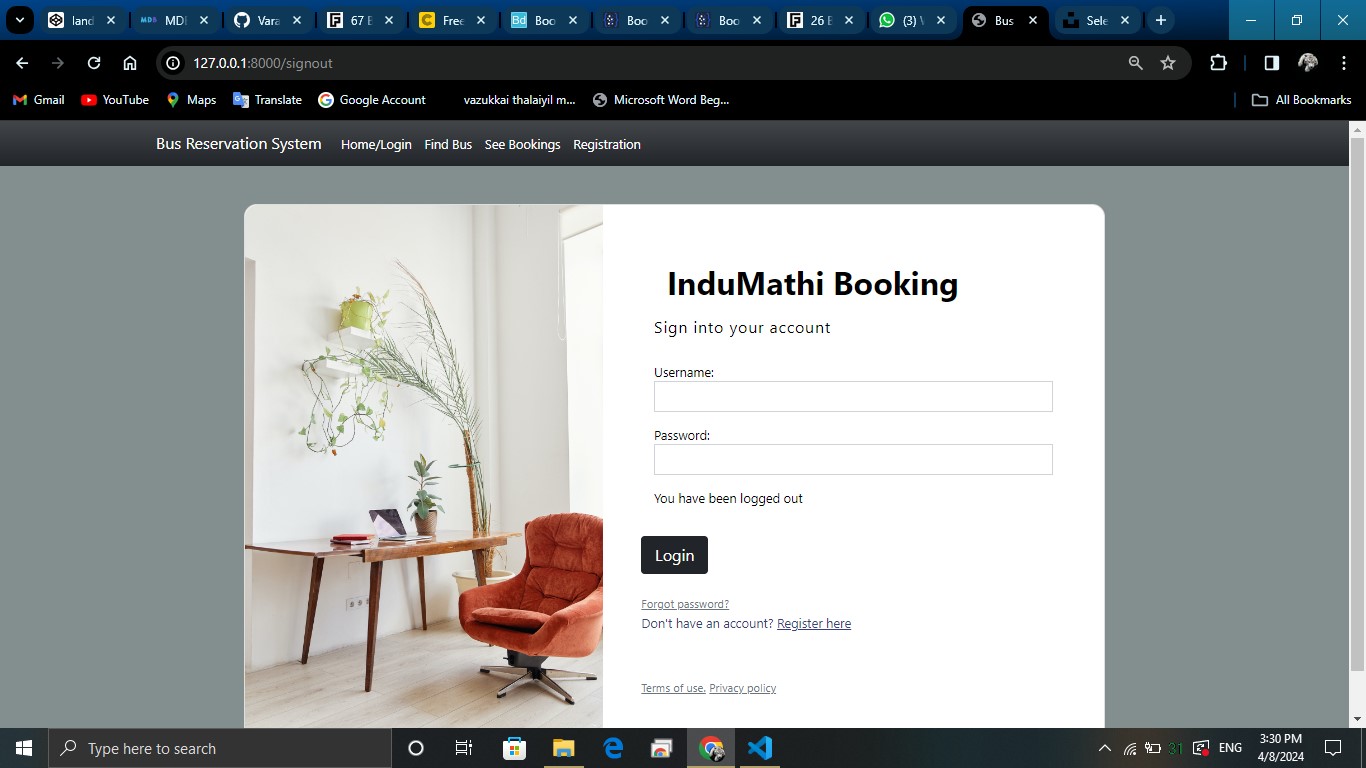 land
MDI
Vara
67 E
Free
Bd Boo
Boo
Boo
26 E
(3) W
Bus
Sele
127.0.0.1:8000/signout
Gmail YouTube Maps Translate Google Account vazukkai thalaiyil m... Microsoft Word Beg... All Bookmarks
Bus Reservation System Home/Login Find Bus See Bookings Registration
InduMathi Booking
Sign into your account
Username:
Password:
You have been logged out
Login
Forgot password?
Don't have an account? Register here
Terms of use. Privacy policy
Type here to search
31
ENG
3:30 PM
4/8/2024